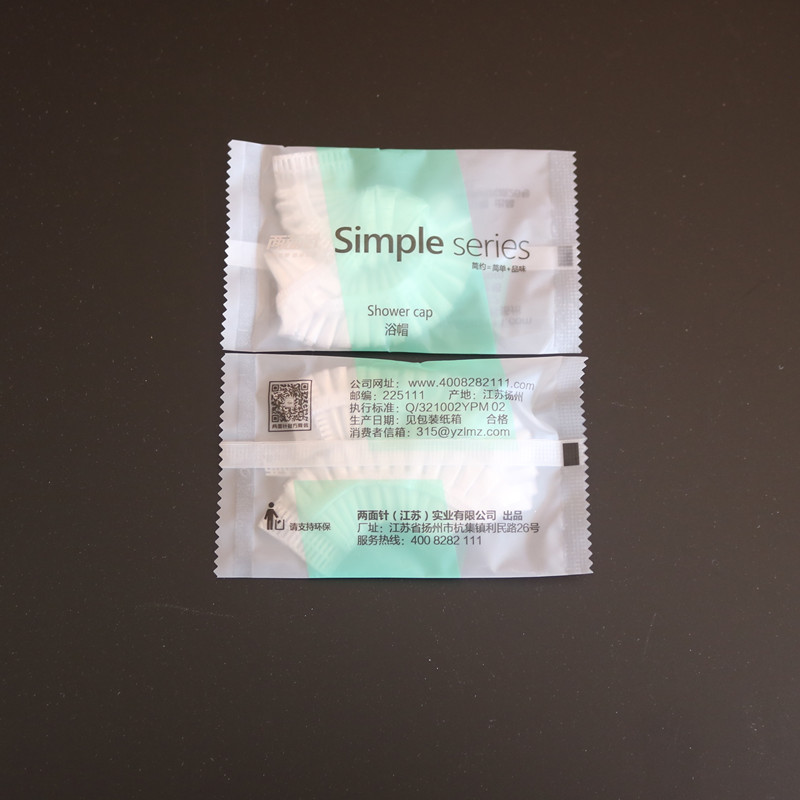 Simple series
简约=简单+品味
Shower cap
浴帽
公司网址: www.4008282111.com
邮编: 225111 产地: 江苏扬州
执行标准: Q/321002YPM 02
生产日期: 见包装纸箱 合格
消费者信箱: 315@yzlmz.com
请支持环保
两面针(江苏)实业有限公司 出品
厂址: 江苏省扬州市杭集镇利民路26号
服务热线: 400 8282 111